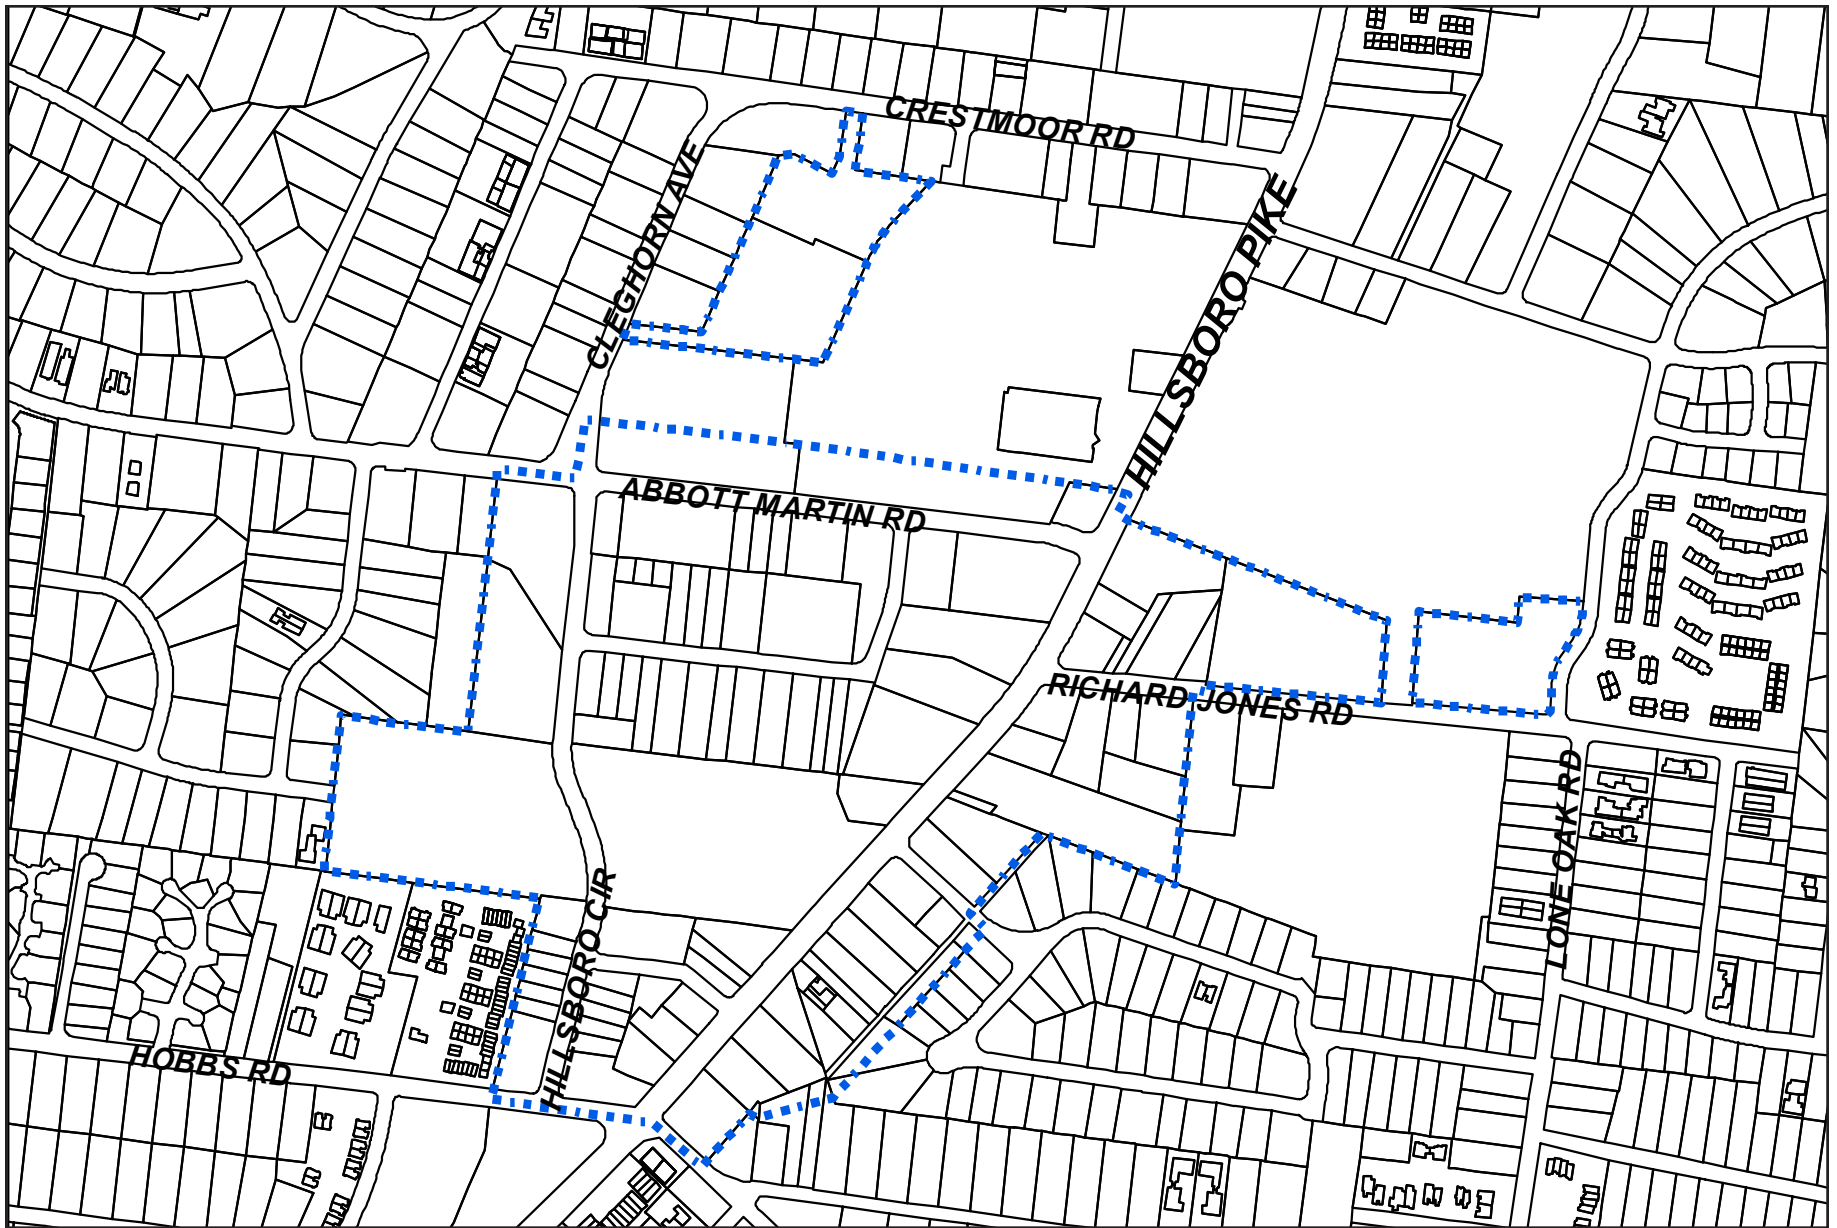 CRESTMOOR RD
CLEGHORN AVE
HILLSBORO PIKE
ABBOTT MARTIN RD
RICHARD JONES RD
LONE OAK RD
HILLSBORO CIR
HOBBS RD